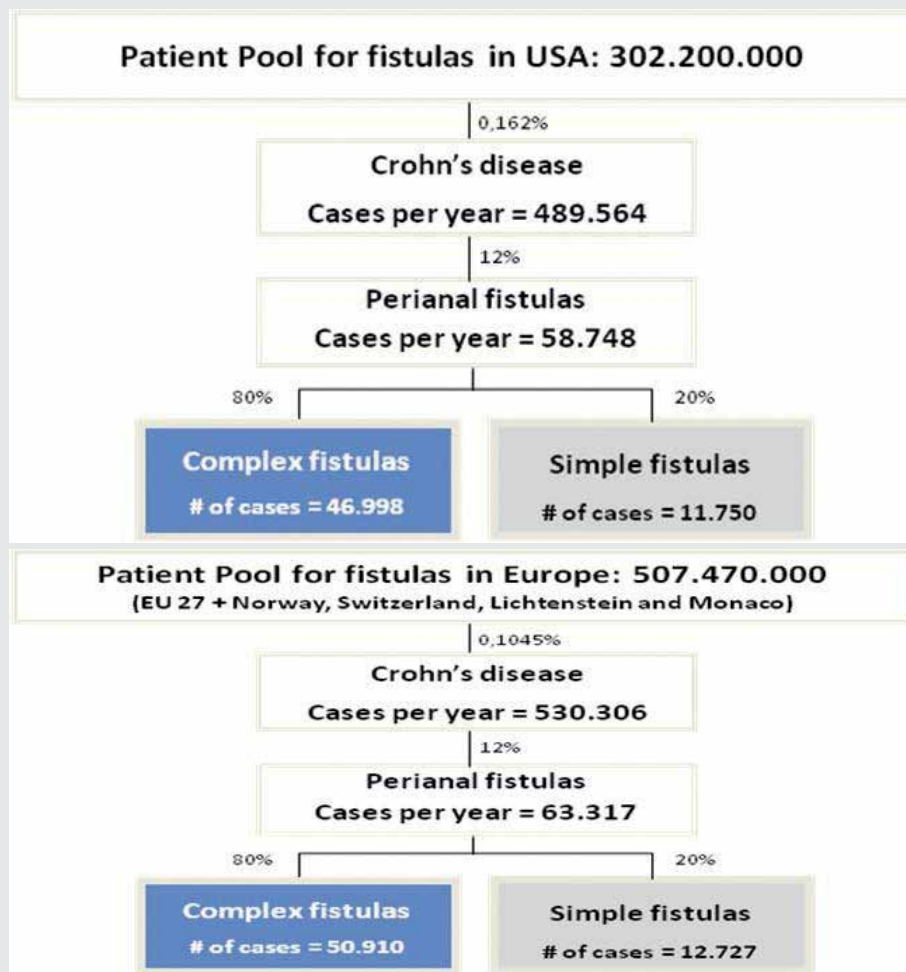 Patient Pool for fistulas in USA: 302.200.000
0,162%
Crohn's disease
Cases per year = 489.564
12%
Perianal fistulas
Cases per year = 58.748
80%
20%
Complex fistulas
# of cases = 46.998
Simple fistulas
# of cases = 11.750
Patient Pool for fistulas in Europe: 507.470.000
(EU 27 + Norway, Switzerland, Lichtenstein and Monaco)
0,1045%
Crohn's disease
Cases per year = 530.306
12%
Perianal fistulas
Cases per year = 63.317
80%
20%
Complex fistulas
# of cases = 50.910
Simple fistulas
# of cases = 12.727